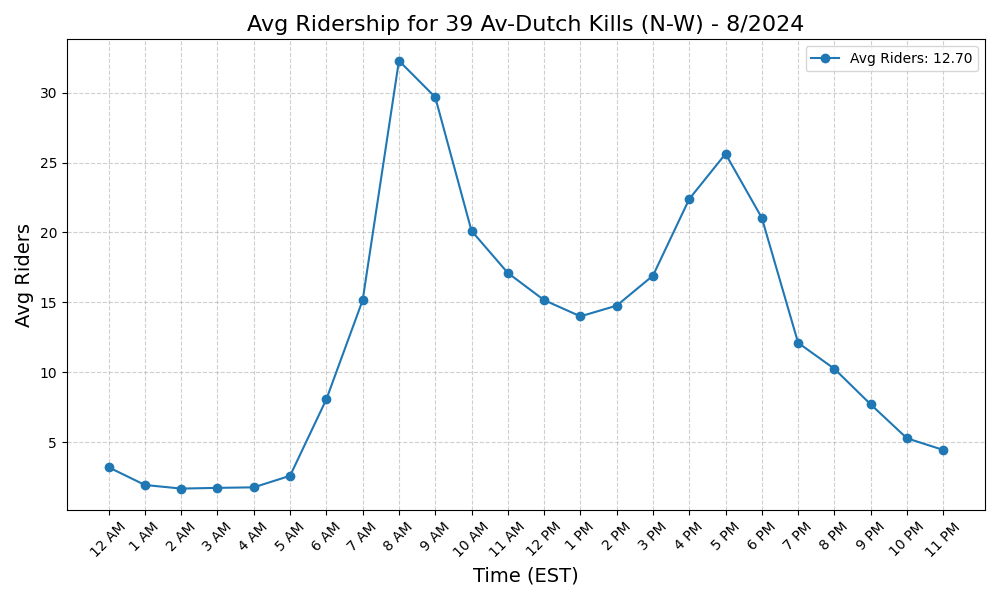 Avg Ridership for 39 Av-Dutch Kills (N-W) - 8/2024
Avg Riders: 12.70
Avg Riders
30
25
20
15
10
5
12 AM
1 AM
2 AM
3 AM
4 AM
5 AM
6 AM
7 AM
8 AM
9 AM
10 AM
11 AM
12 PM
1 PM
2 PM
3 PM
4 PM
5 PM
6 PM
7 PM
8 PM
9 PM
10 PM
11 PM
Time (EST)